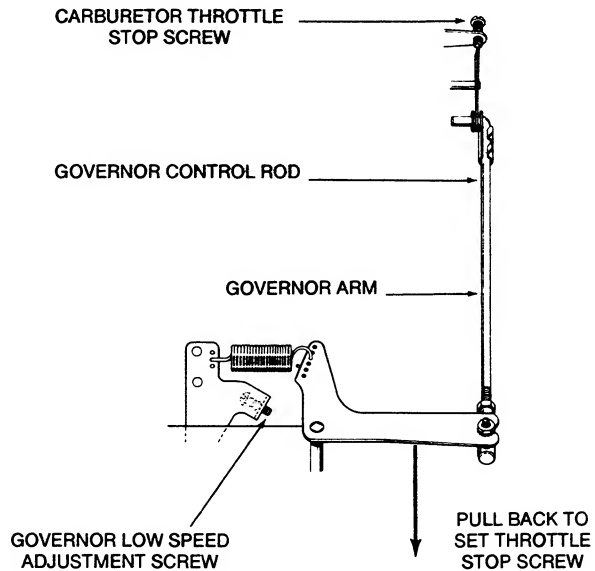 CARBURETOR THROTTLE
STOP SCREW
GOVERNOR CONTROL ROD
GOVERNOR ARM
GOVERNOR LOW SPEED
ADJUSTMENT SCREW
PULL BACK TO
SET THROTTLE
STOP SCREW